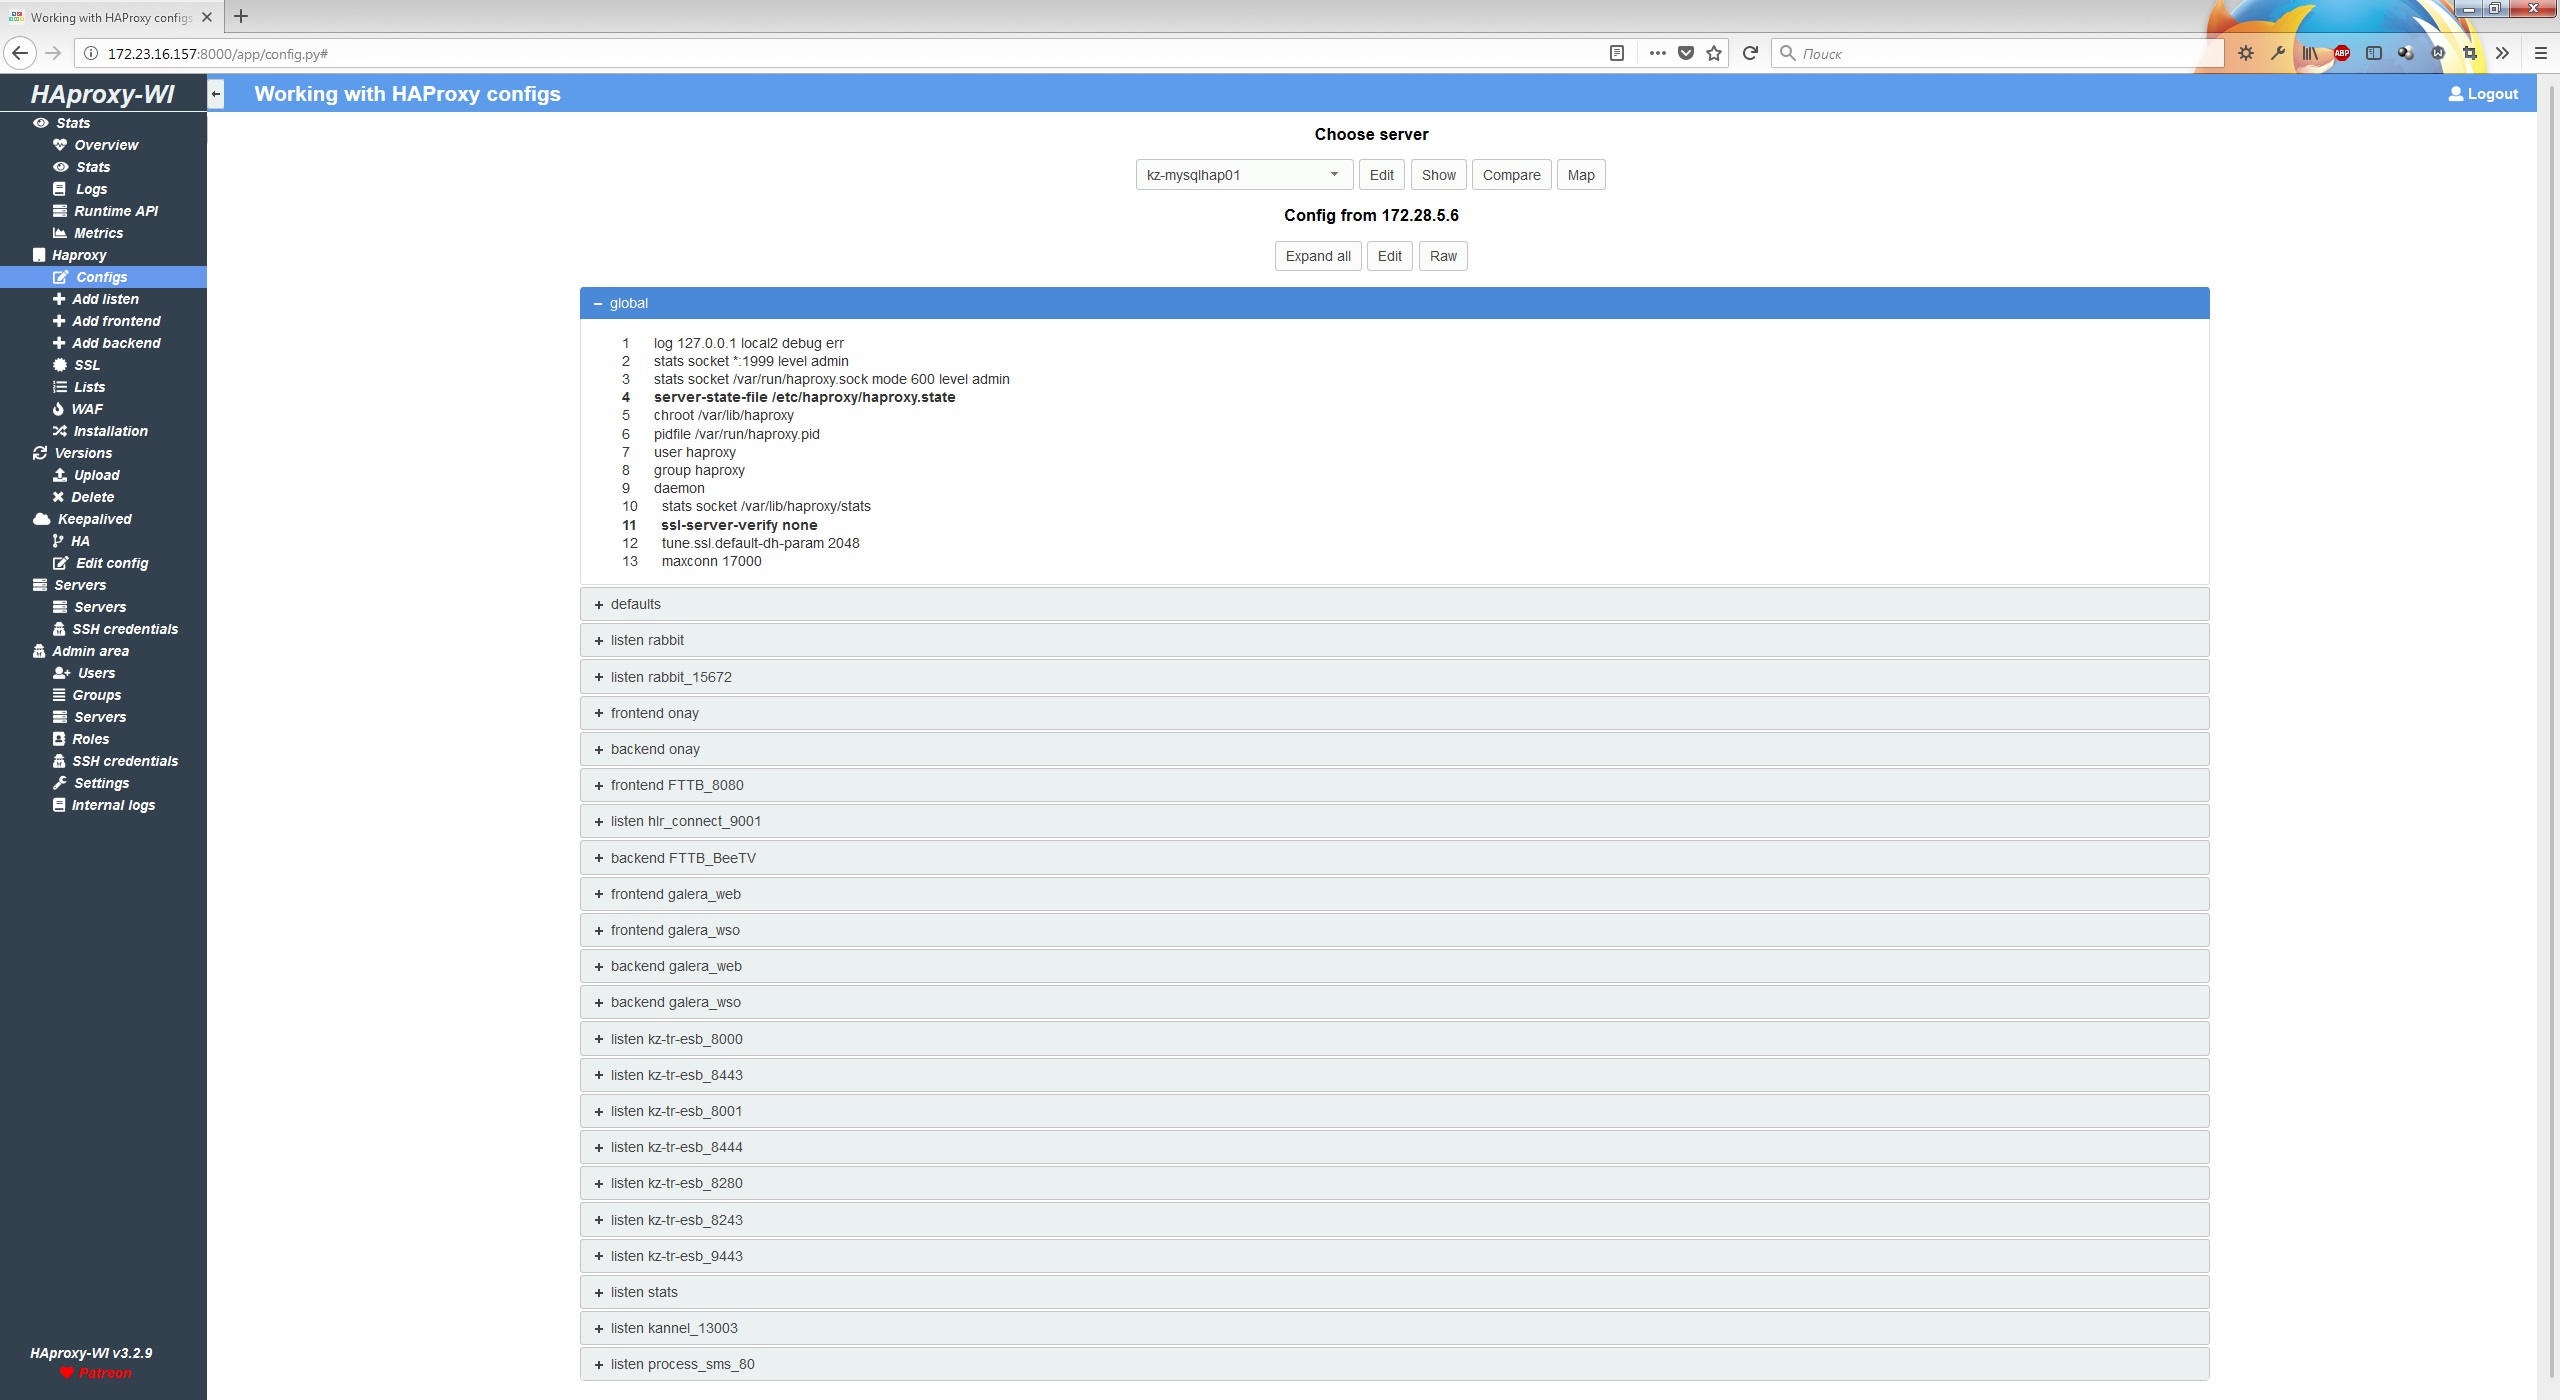 Working with HAProxy configs
172.23.16.157:8000/app/config.py#
Поиск
ABP
HAproxy-WI
Working with HAProxy configs
Logout
Stats
Overview
Stats
Logs
Runtime API
Metrics
Haproxy
Configs
Add listen
Add frontend
Add backend
SSL
Lists
WAF
Installation
Versions
Upload
Delete
Keepalived
HA
Edit config
Servers
Servers
SSH credentials
Admin area
Users
Groups
Servers
Roles
SSH credentials
Settings
Internal logs
HAproxy-WI v3.2.9
Patreon
Choose server
kz-mysqlhap01 Edit Show Compare Map
Config from 172.28.5.6
Expand all Edit Raw
global
1 log 127.0.0.1 local2 debug err
2 stats socket *:1999 level admin
3 stats socket /var/run/haproxy.sock mode 600 level admin
4 server-state-file /etc/haproxy/haproxy.state
5 chroot /var/lib/haproxy
6 pidfile /var/run/haproxy.pid
7 user haproxy
8 group haproxy
9 daemon
10 stats socket /var/lib/haproxy/stats
11 ssl-server-verify none
12 tune.ssl.default-dh-param 2048
13 maxconn 17000
defaults
listen rabbit
listen rabbit_15672
frontend onay
backend onay
frontend FTTB_8080
listen hlr_connect_9001
backend FTTB_BeeTV
frontend galera_web
frontend galera_wso
backend galera_web
backend galera_wso
listen kz-tr-esb_8000
listen kz-tr-esb_8443
listen kz-tr-esb_8001
listen kz-tr-esb_8444
listen kz-tr-esb_8280
listen kz-tr-esb_8243
listen kz-tr-esb_9443
listen stats
listen kannel_13003
listen process_sms_80